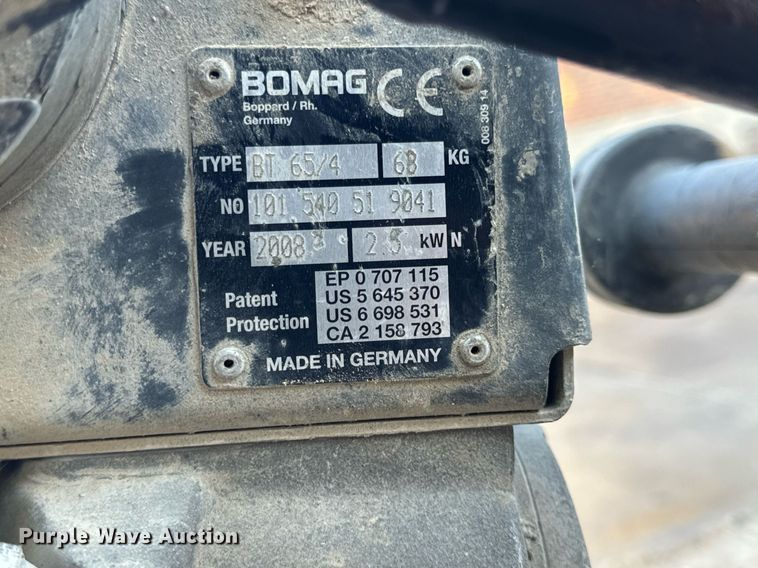 BOMAG CE
Boppard / Rh.
Germany
008 309 14
TYPE BT 65/4 68 KG
NO 101 540 51 9041
YEAR 2008 2.5 kW N
Patent Protection
EP 0 707 115
US 5 645 370
US 6 698 531
CA 2 158 793
MADE IN GERMANY
Purple Wave Auction